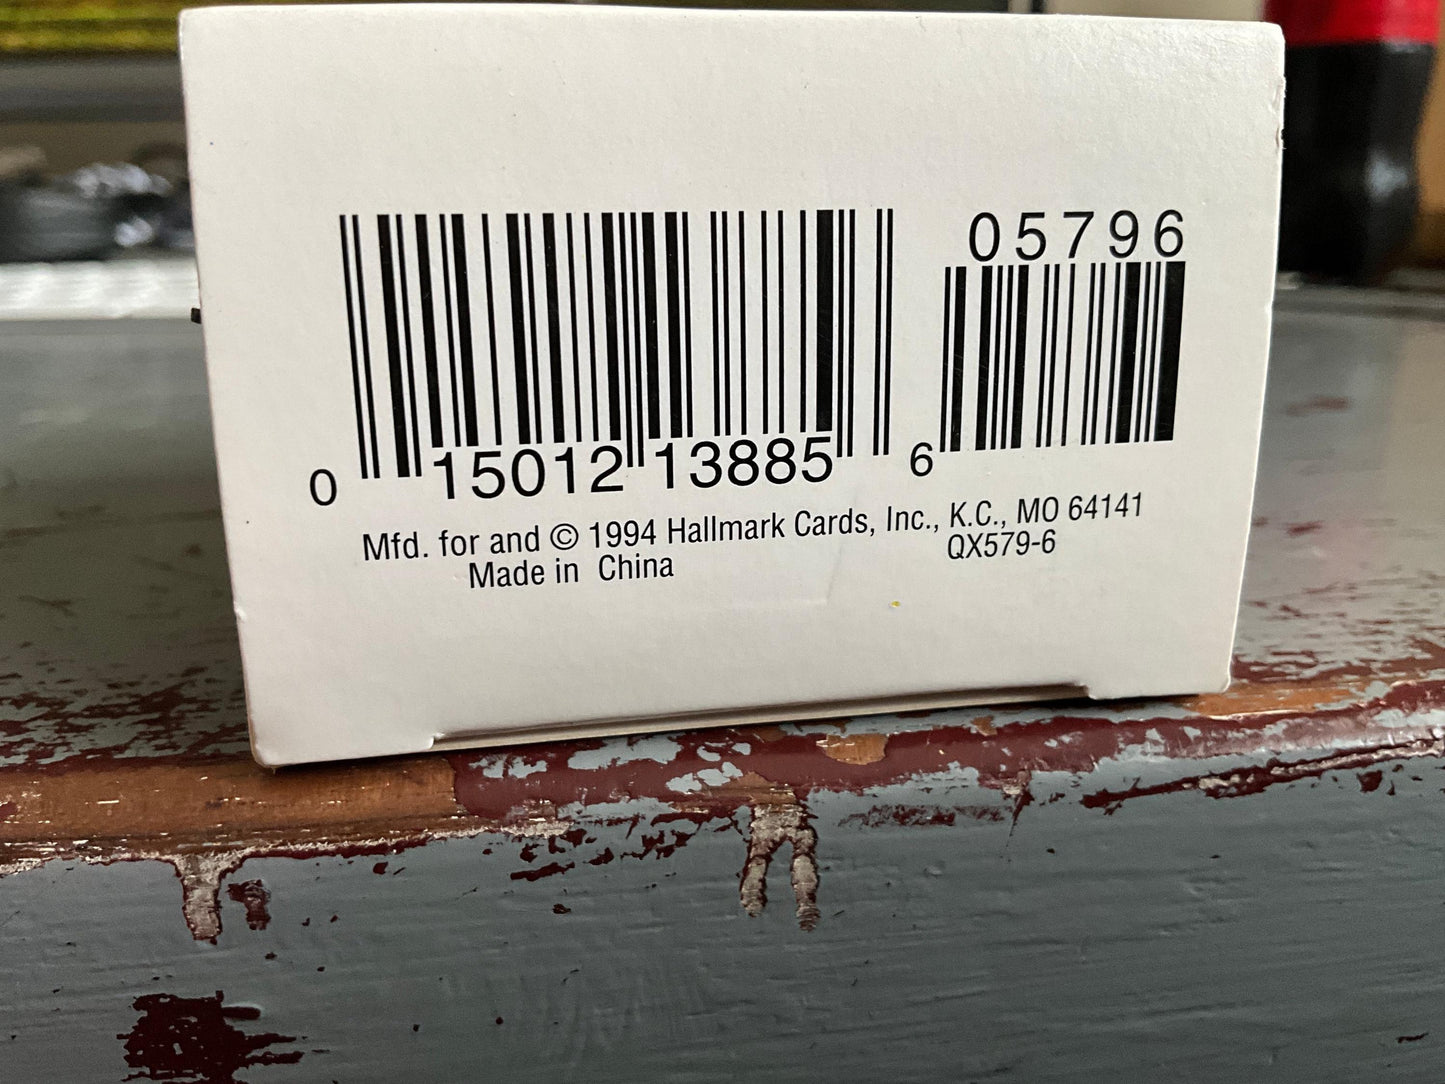 05796
0 15012 13885 6
Mfd. for and © 1994 Hallmark Cards, Inc., K.C., MO 64141
Made in China
QX579-6